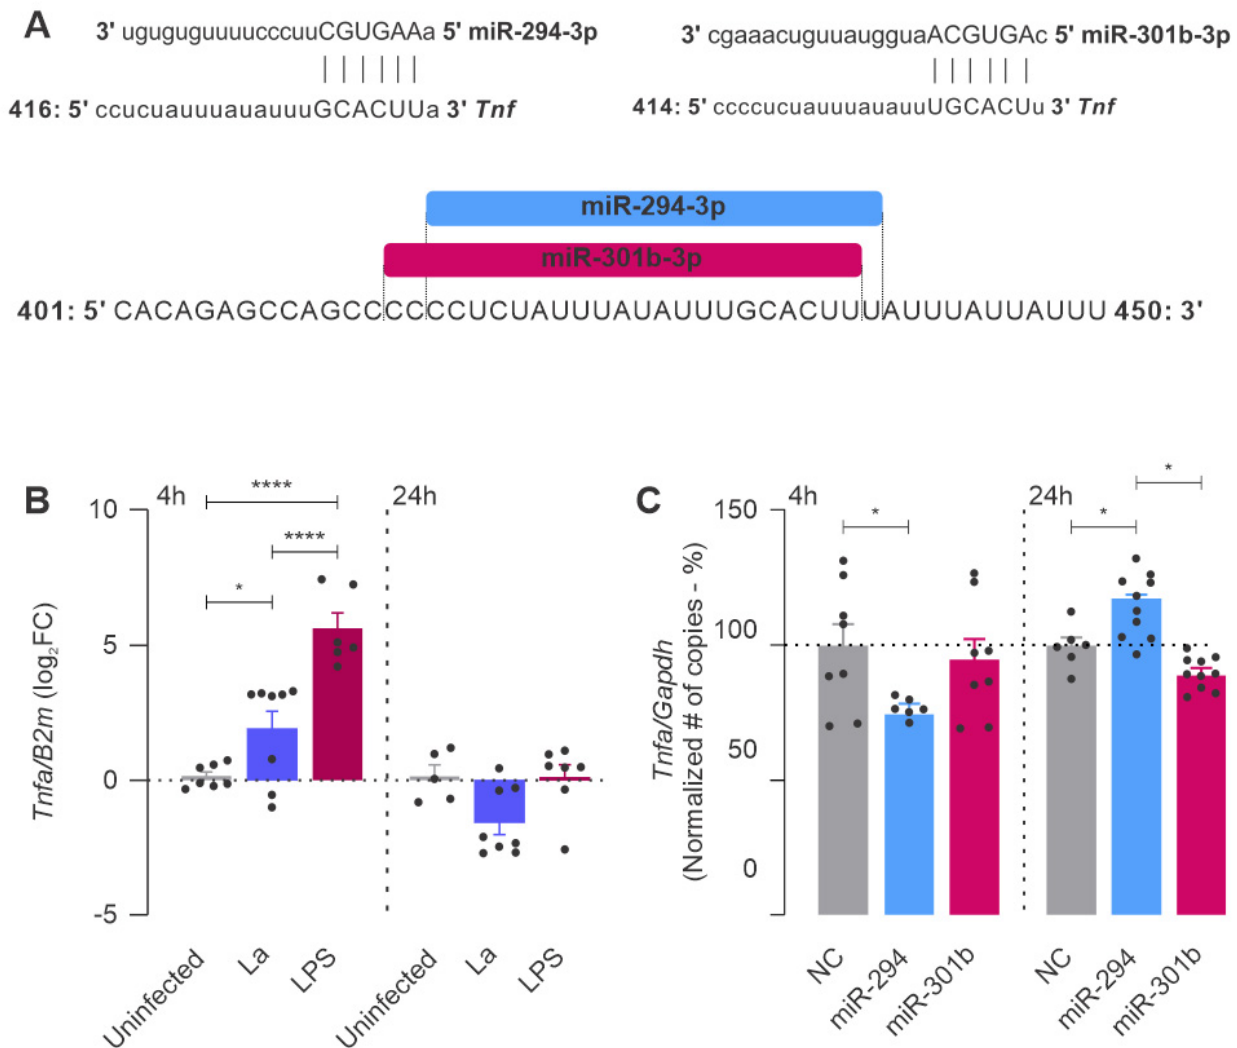 A
3' uguguguuuucccuuCGUGAAa 5' miR-294-3p
416: 5' ccucuauuuauauuuGCACUUa 3' Tnf
3' cgaaacuguuaugguaACGUGAc 5' miR-301b-3p
414: 5' ccccucuauuuauauuUGCACUu 3' Tnf
miR-294-3p
miR-301b-3p
401: 5' CACAGAGCCAGCCCCCCUCUAUUUAUAUUUGCACUUUAUUUAUUAUUU 450: 3'
B
4h
24h
****
****
*
10
5
0
-5
Tnfa/B2m (log2FC)
Uninfected
La
LPS
Uninfected
La
LPS
C
4h
24h
*
*
*
150
100
50
0
Tnfa/Gapdh
(Normalized # of copies - %)
NC
miR-294
miR-301b
NC
miR-294
miR-301b